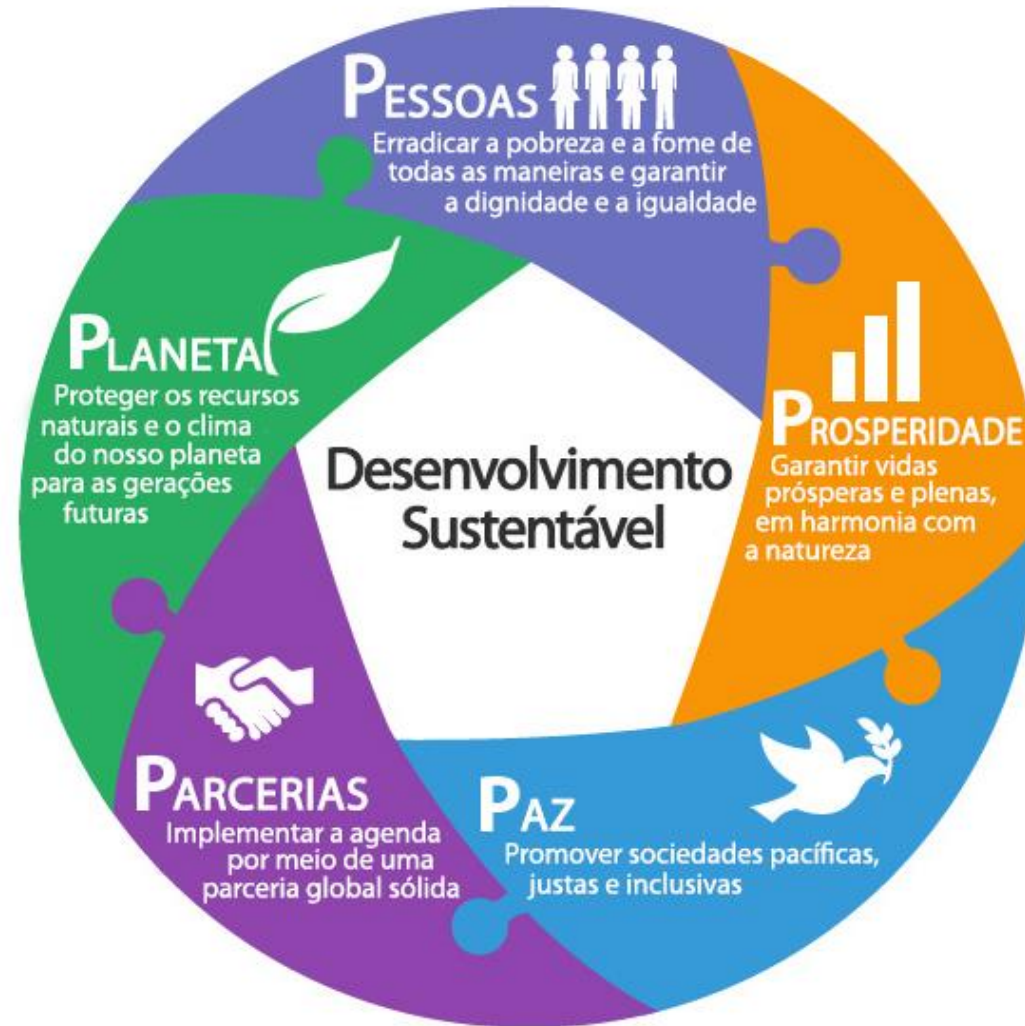 PESSOAS
Erradicar a pobreza e a fome de
todas as maneiras e garantir
a dignidade e a igualdade
PROSPERIDADE
Garantir vidas
prósperas e plenas,
em harmonia com
a natureza
PAZ
Promover sociedades pacíficas,
justas e inclusivas
PARCERIAS
Implementar a agenda
por meio de uma
parceria global sólida
PLANETA
Proteger os recursos
naturais e o clima
do nosso planeta
para as gerações
futuras
Desenvolvimento
Sustentável